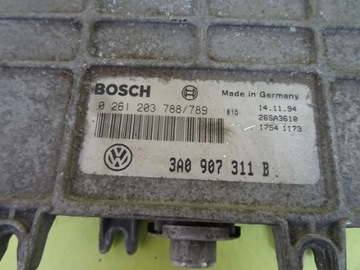 BOSCH
Made in Germany
0 261 203 788/789
14.11.94
26SA3610
1754 1173
3A0 907 311 B